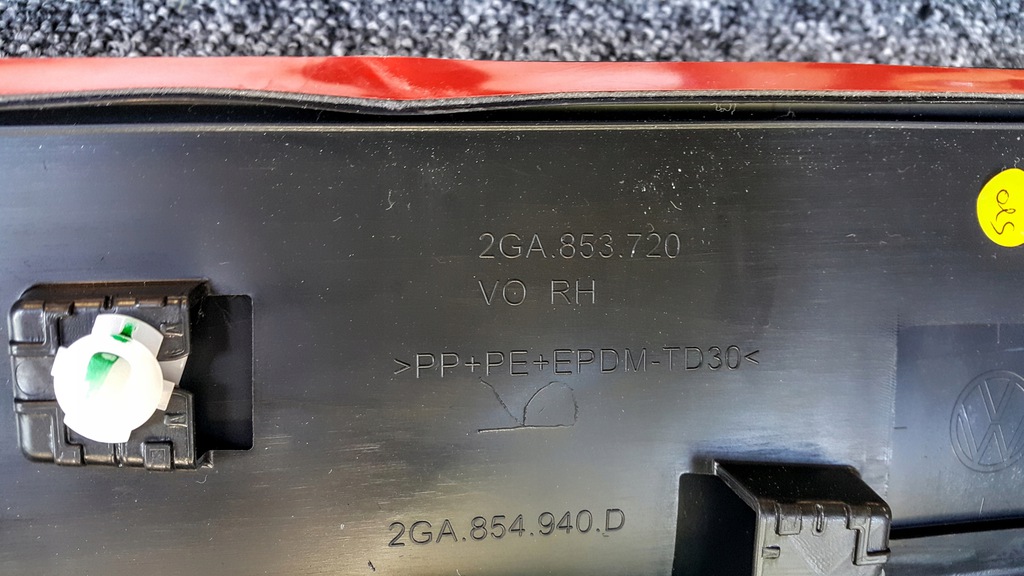 2GA.853.720
VO RH
>PP+PE+EPDM-TD30<
2GA.854.940.D